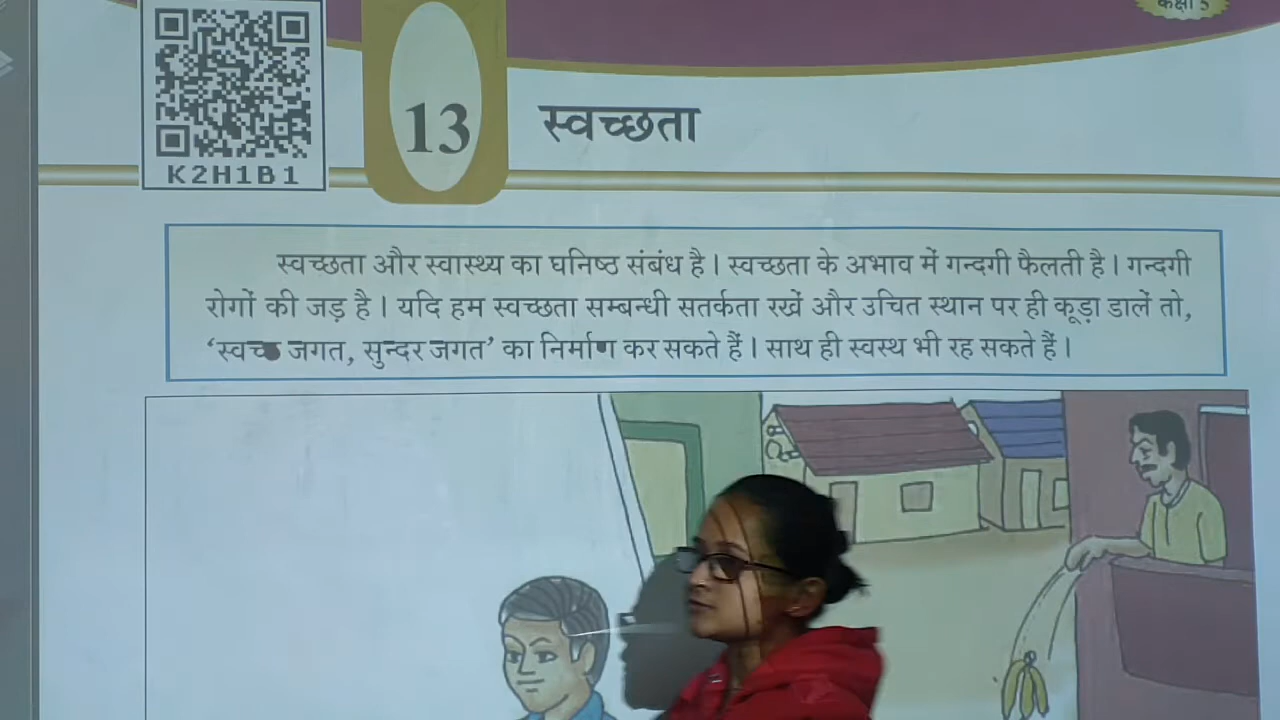 कक्षा 5
K2H1B1
13
स्वच्छता
स्वच्छता और स्वास्थ्य का घनिष्ठ संबंध है । स्वच्छता के अभाव में गन्दगी फैलती है । गन्दगी
रोगों की जड़ है । यदि हम स्वच्छता सम्बन्धी सतर्कता रखें और उचित स्थान पर ही कूड़ा डालें तो,
‘स्वच्छ जगत, सुन्दर जगत’ का निर्माण कर सकते हैं । साथ ही स्वस्थ भी रह सकते हैं ।